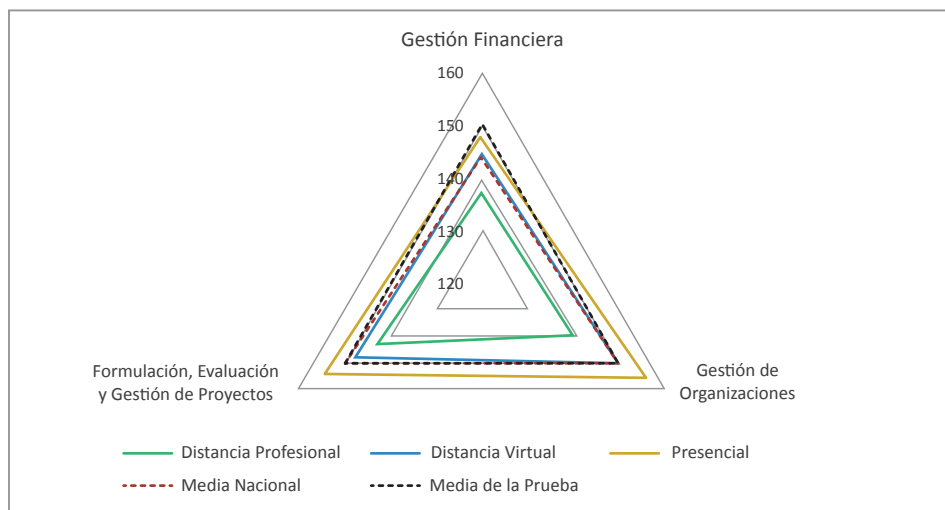 Gestión Financiera
160
150
140
130
120
Formulación, Evaluación
y Gestión de Proyectos
Gestión de
Organizaciones
Distancia Profesional
Distancia Virtual
Presencial
Media Nacional
Media de la Prueba